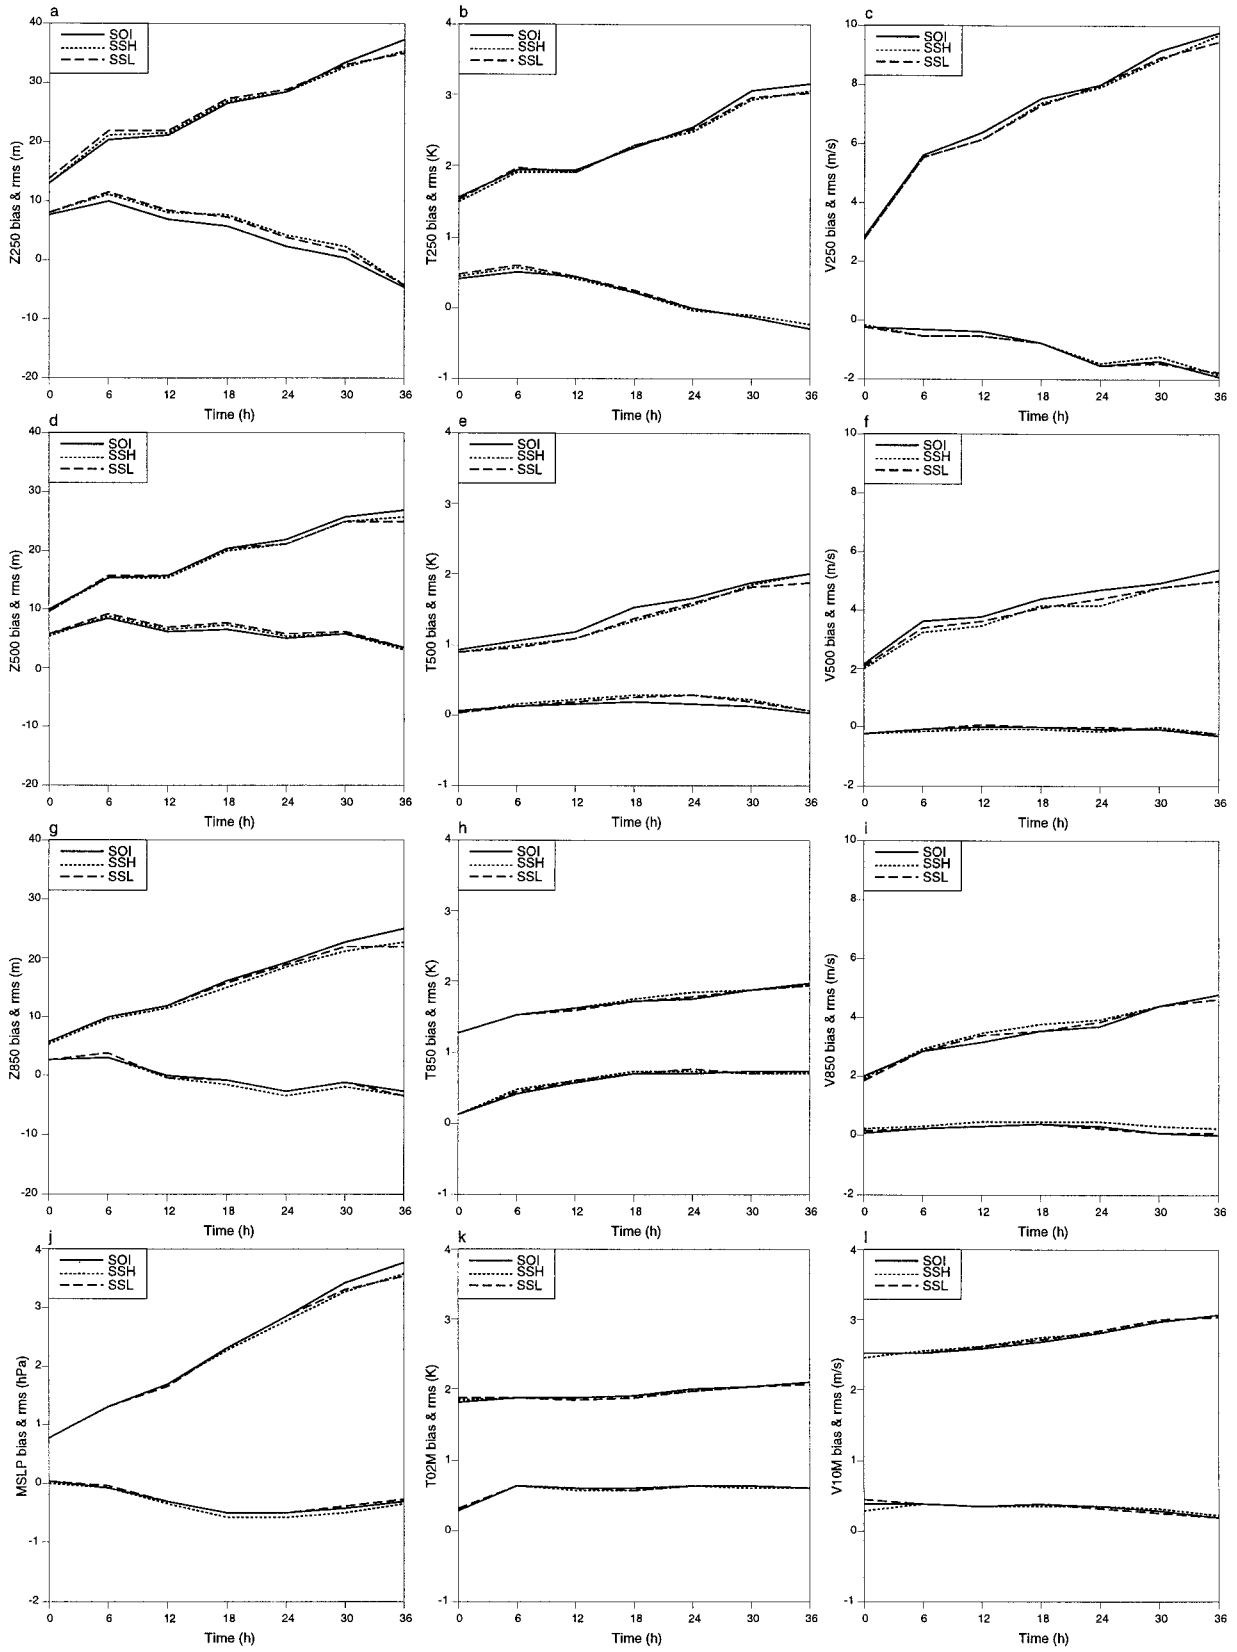 a
40
30
20
10
0
-10
-20
0 6 12 18 24 30 36
Time (h)
Z250 bias & rms (m)
SOI
SSH
SSL
b
4
3
2
1
0
-1
0 6 12 18 24 30 36
Time (h)
T250 bias & rms (K)
SOI
SSH
SSL
c
10
8
6
4
2
0
-2
0 6 12 18 24 30 36
Time (h)
V250 bias & rms (m/s)
SOI
SSH
SSL
d
40
30
20
10
0
-10
-20
0 6 12 18 24 30 36
Time (h)
Z500 bias & rms (m)
SOI
SSH
SSL
e
4
3
2
1
0
-1
0 6 12 18 24 30 36
Time (h)
T500 bias & rms (K)
SOI
SSH
SSL
f
10
8
6
4
2
0
-2
0 6 12 18 24 30 36
Time (h)
V500 bias & rms (m/s)
SOI
SSH
SSL
g
40
30
20
10
0
-10
-20
0 6 12 18 24 30 36
Time (h)
Z850 bias & rms (m)
SOI
SSH
SSL
h
4
3
2
1
0
-1
0 6 12 18 24 30 36
Time (h)
T850 bias & rms (K)
SOI
SSH
SSL
i
10
8
6
4
2
0
-2
0 6 12 18 24 30 36
Time (h)
V850 bias & rms (m/s)
SOI
SSH
SSL
j
4
3
2
1
0
-1
-2
0 6 12 18 24 30 36
Time (h)
MSLP bias & rms (hPa)
SOI
SSH
SSL
k
4
3
2
1
0
-1
0 6 12 18 24 30 36
Time (h)
T02M bias & rms (K)
SOI
SSH
SSL
l
4
3
2
1
0
-1
0 6 12 18 24 30 36
Time (h)
V10M bias & rms (m/s)
SOI
SSH
SSL